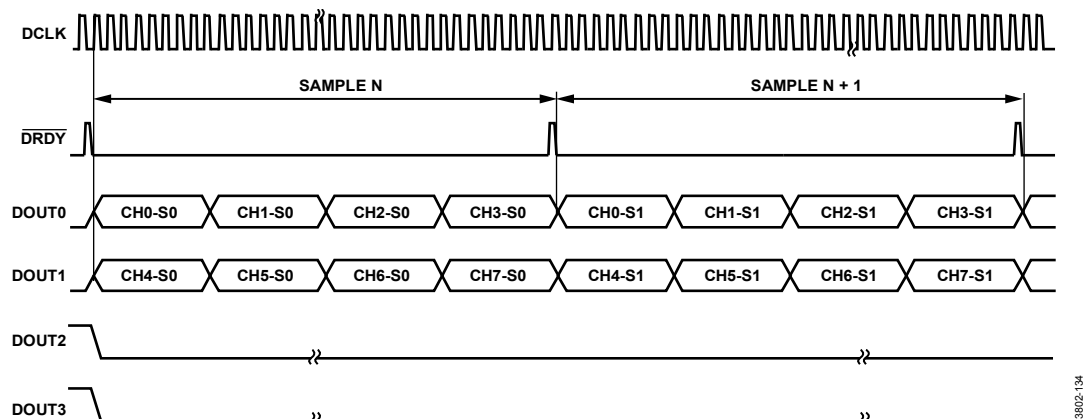 DCLK
SAMPLE N
SAMPLE N + 1
DRDY
DOUT0
CH0-S0
CH1-S0
CH2-S0
CH3-S0
CH0-S1
CH1-S1
CH2-S1
CH3-S1
DOUT1
CH4-S0
CH5-S0
CH6-S0
CH7-S0
CH4-S1
CH5-S1
CH6-S1
CH7-S1
DOUT2
DOUT3
3802-134